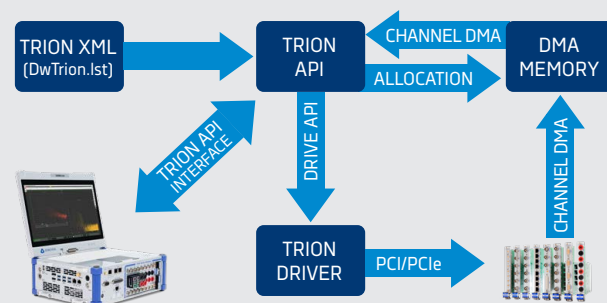 TRION XML
(DwTrion.lst)
TRION
API
CHANNEL DMA
ALLOCATION
DMA
MEMORY
TRION API
INTERFACE
DRIVE API
CHANNEL DMA
TRION
DRIVER
PCI/PCIe